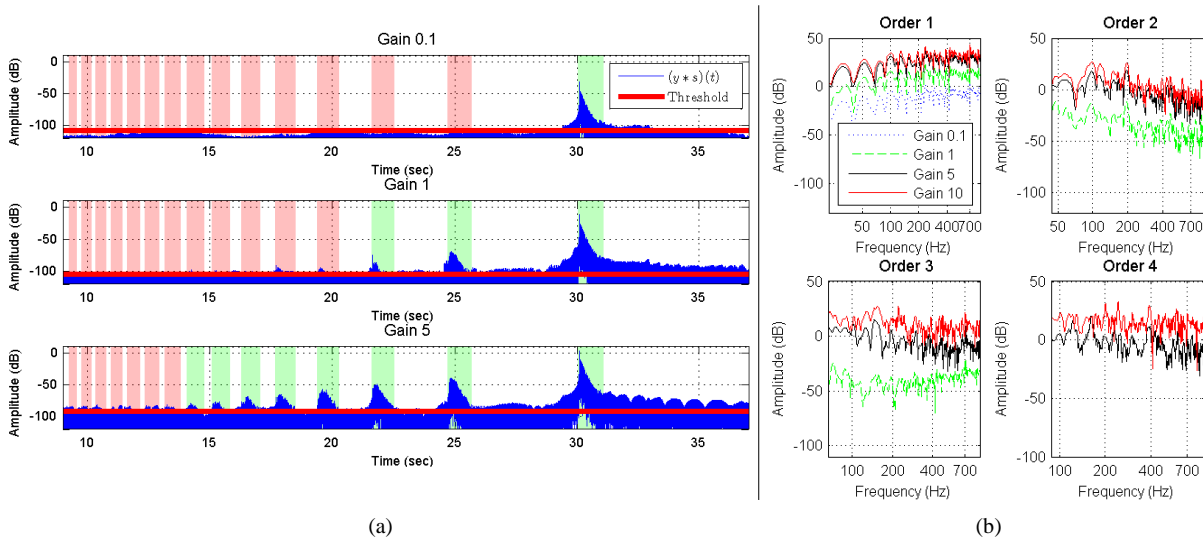 Gain 0.1
0
-50
-100
Amplitude (dB)
(y * s)(t)
Threshold
10 15 20 25 30 35
Time (sec)
Gain 1
0
-50
-100
Amplitude (dB)
10 15 20 25 30 35
Time (sec)
Gain 5
0
-50
-100
Amplitude (dB)
10 15 20 25 30 35
Time (sec)
(a)
Order 1
50
0
-50
-100
Amplitude (dB)
Gain 0.1
Gain 1
Gain 5
Gain 10
50 100 200 400 700
Frequency (Hz)
Order 2
50
0
-50
-100
Amplitude (dB)
50 100 200 400 700
Frequency (Hz)
Order 3
50
0
-50
-100
Amplitude (dB)
100 200 400 700
Frequency (Hz)
Order 4
50
0
-50
-100
Amplitude (dB)
100 200 400 700
Frequency (Hz)
(b)